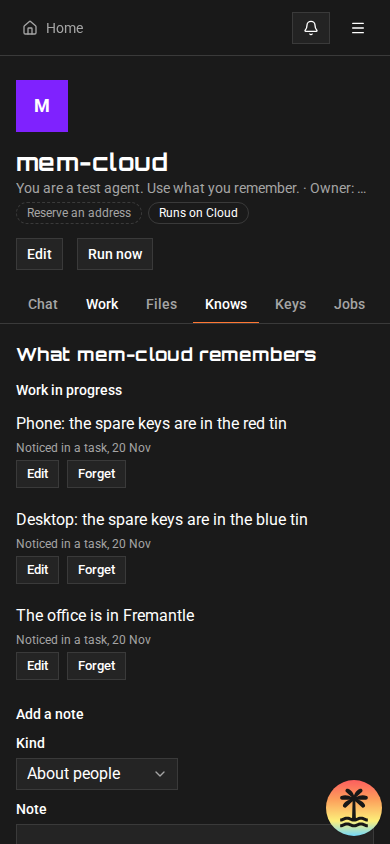 Home
M
mem-cloud
You are a test agent. Use what you remember. · Owner: ...
Reserve an address
Runs on Cloud
Edit
Run now
Chat
Work
Files
Knows
Keys
Jobs
What mem-cloud remembers
Work in progress
Phone: the spare keys are in the red tin
Noticed in a task, 20 Nov
Edit
Forget
Desktop: the spare keys are in the blue tin
Noticed in a task, 20 Nov
Edit
Forget
The office is in Fremantle
Noticed in a task, 20 Nov
Edit
Forget
Add a note
Kind
About people
Note